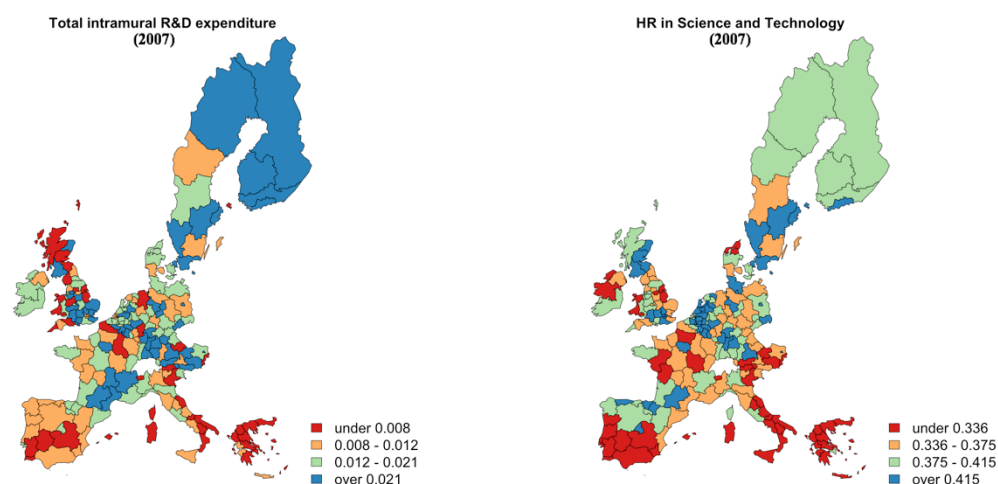 Total intramural R&D expenditure
(2007)
under 0.008
0.008 - 0.012
0.012 - 0.021
over 0.021
HR in Science and Technology
(2007)
under 0.336
0.336 - 0.375
0.375 - 0.415
over 0.415